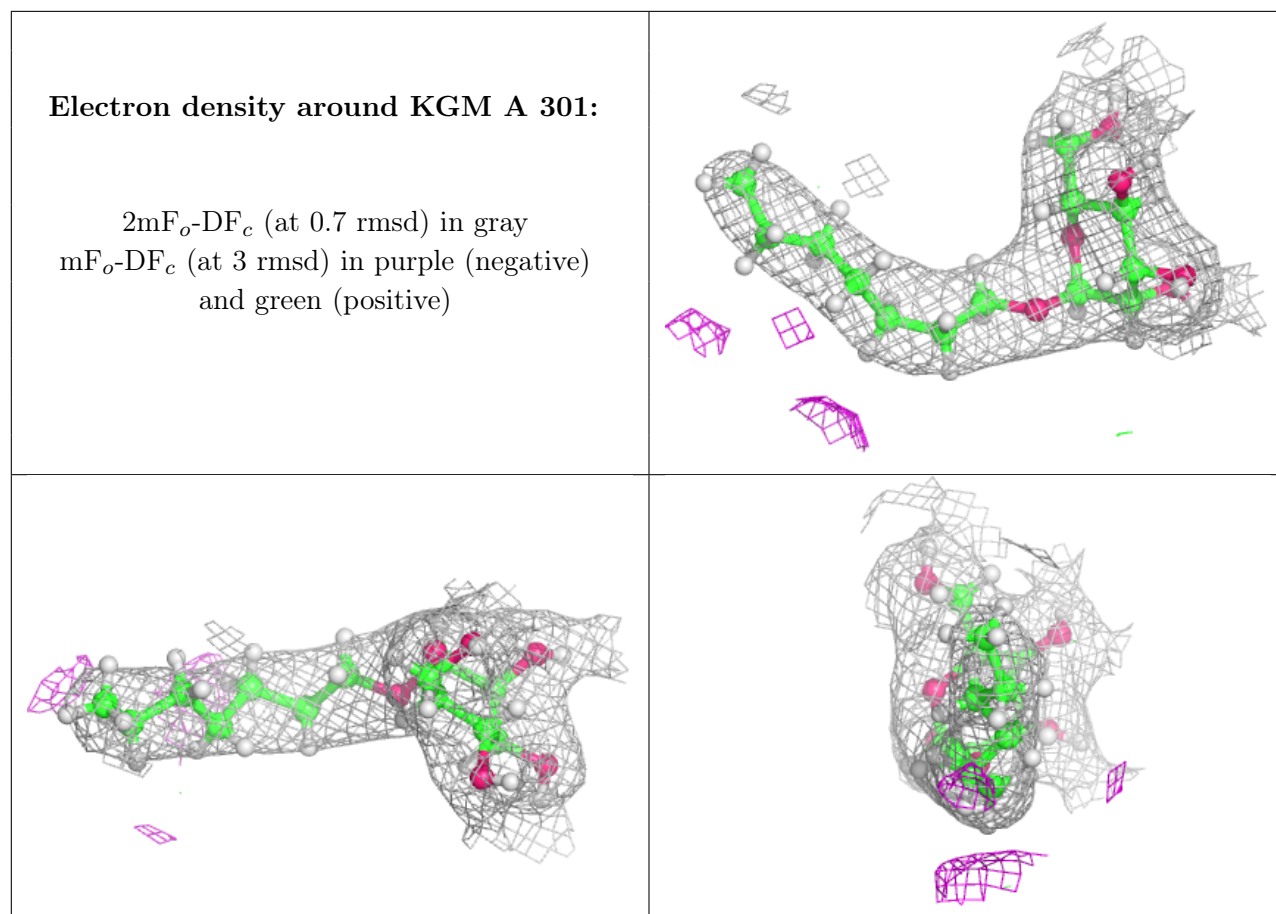 Electron density around KGM A 301:
2mFo-DFc (at 0.7 rmsd) in gray
mFo-DFc (at 3 rmsd) in purple (negative)
and green (positive)